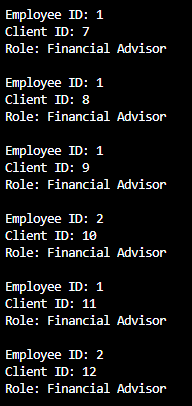 Employee ID: 1
Client ID: 7
Role: Financial Advisor
Employee ID: 1
Client ID: 8
Role: Financial Advisor
Employee ID: 1
Client ID: 9
Role: Financial Advisor
Employee ID: 2
Client ID: 10
Role: Financial Advisor
Employee ID: 1
Client ID: 11
Role: Financial Advisor
Employee ID: 2
Client ID: 12
Role: Financial Advisor